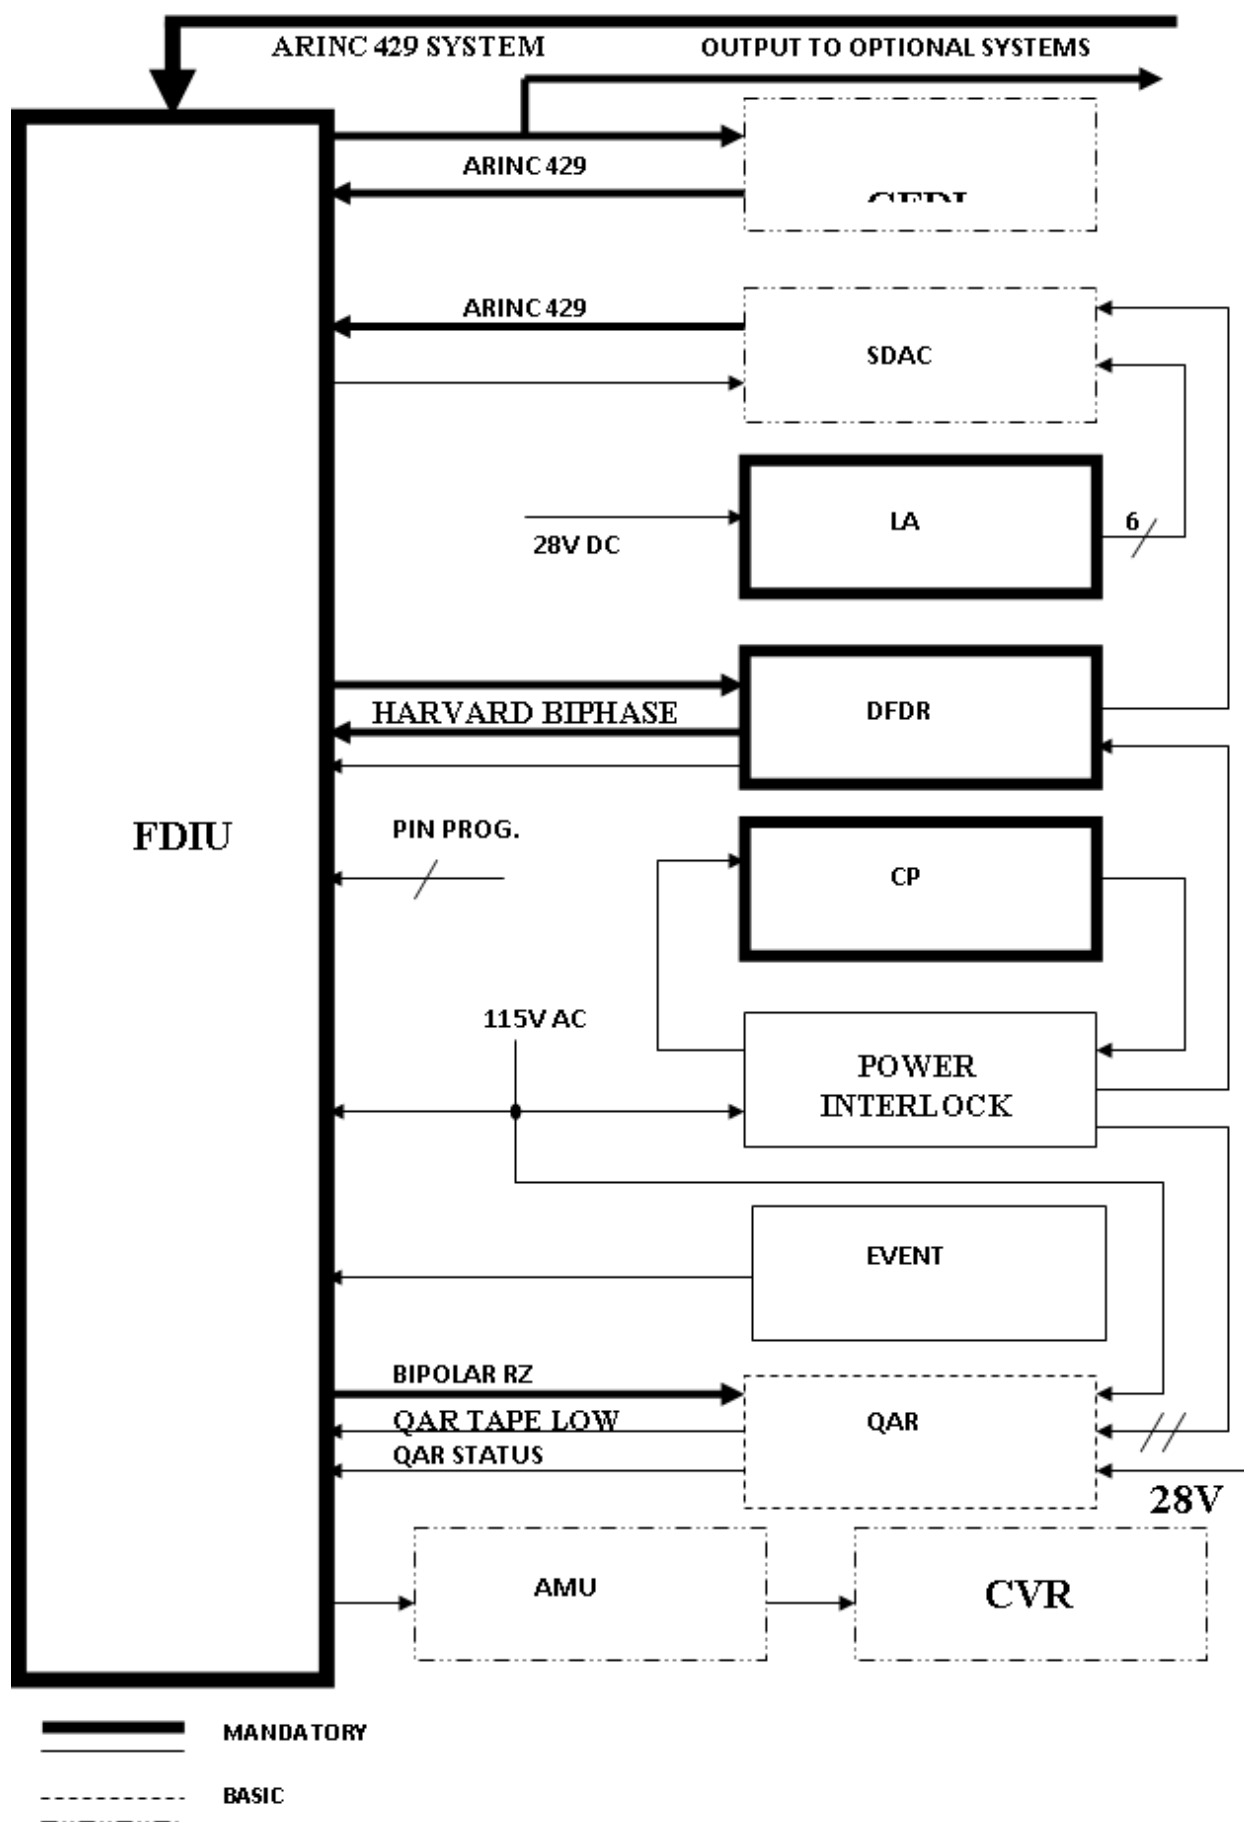 ARINC 429 SYSTEM
OUTPUT TO OPTIONAL SYSTEMS
ARINC 429
ARINC 429
SDAC
LA
6
28V DC
HARVARD BIPHASE
DFDR
FDIU
PIN PROG.
CP
115V AC
POWER
INTERLOCK
EVENT
BIPOLAR RZ
QAR TAPE LOW
QAR
QAR STATUS
28V
AMU
CVR
MANDATORY
BASIC